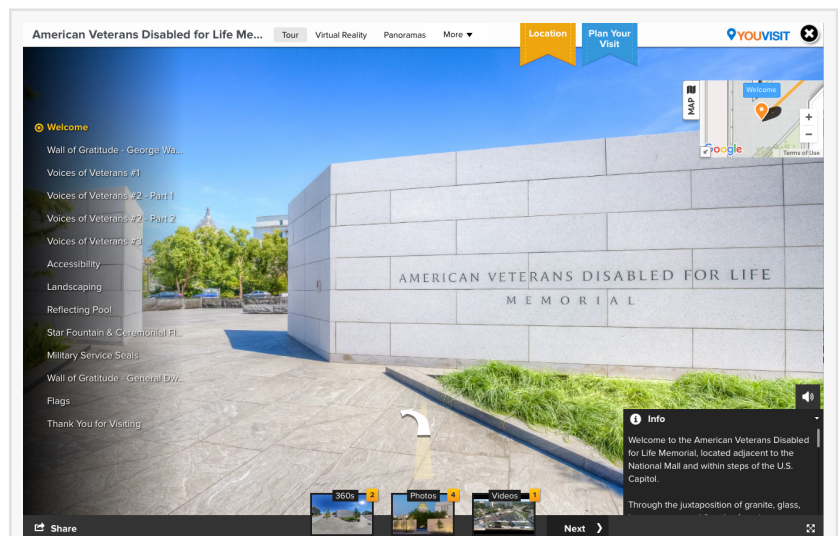 American Veterans Disabled for Life Me...
Tour
Virtual Reality
Panoramas
More ▼
Location
Plan Your
Visit
YOUVISIT
Welcome
Wall of Gratitude - George Wa...
Voices of Veterans #1
Voices of Veterans #2 - Part 1
Voices of Veterans #2 - Part 2
Voices of Veterans #3
Accessibility
Landscaping
Reflecting Pool
Star Fountain & Ceremonial Fl...
Military Service Seals
Wall of Gratitude - General Dw...
Flags
Thank You for Visiting
MAP
Welcome
+
−
Google
Terms of Use
AMERICAN VETERANS DISABLED FOR LIFE
MEMORIAL
Info
Welcome to the American Veterans Disabled
for Life Memorial, located adjacent to the
National Mall and within steps of the U.S.
Capitol.
Through the juxtaposition of granite, glass,
360s 2
Photos 4
Videos 1
Share
Next ❭